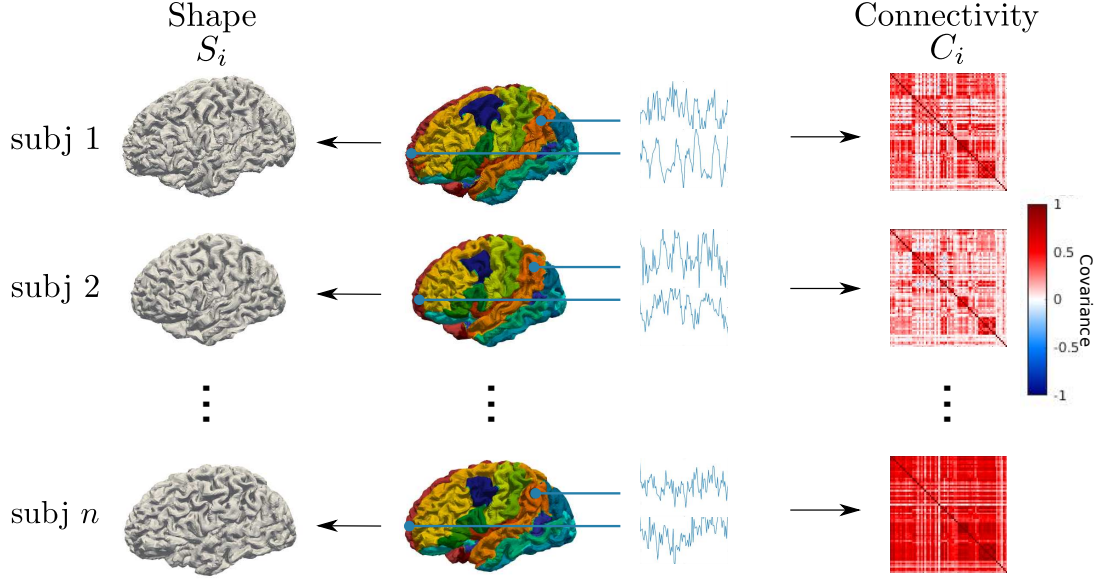 Shape
S_i
Connectivity
C_i
subj 1
subj 2
subj n
1
0.5
0
-0.5
-1
Covariance